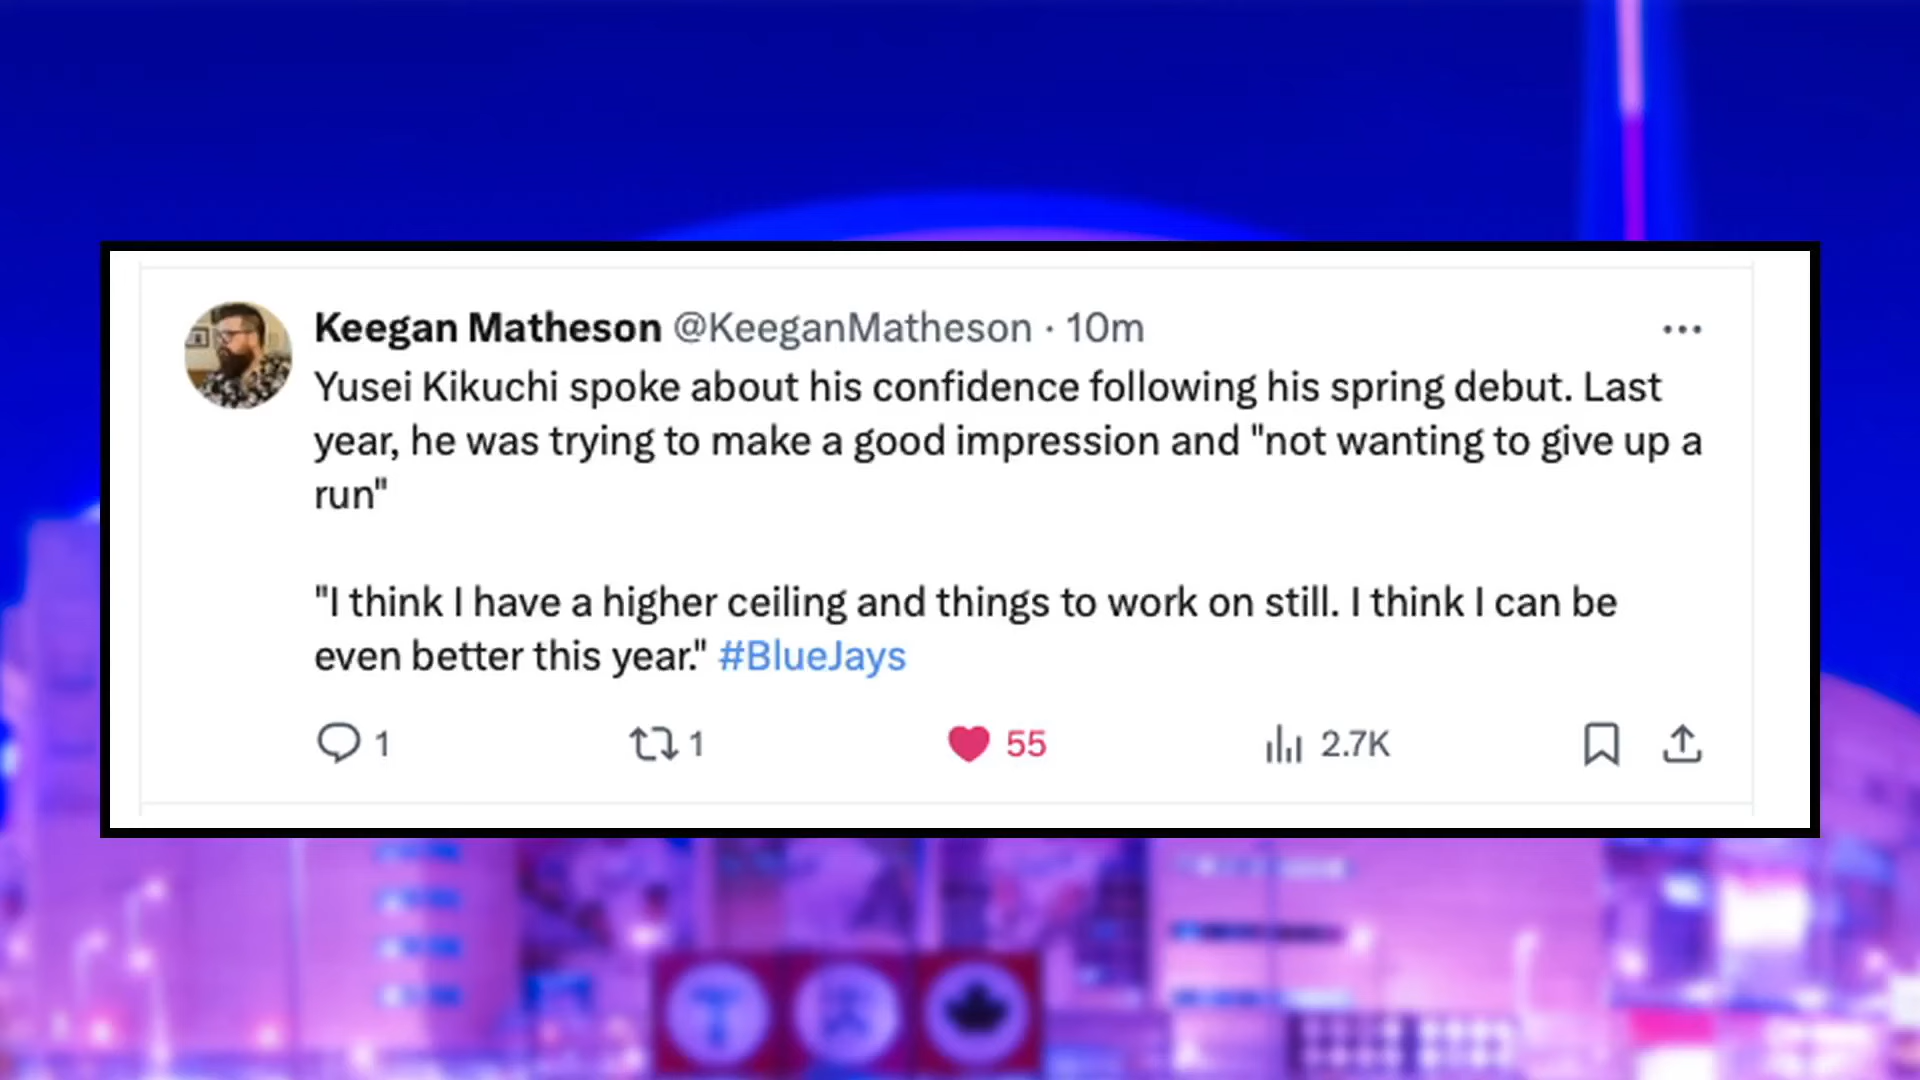 Keegan Matheson @KeeganMatheson · 10m
Yusei Kikuchi spoke about his confidence following his spring debut. Last
year, he was trying to make a good impression and "not wanting to give up a
run"
"I think I have a higher ceiling and things to work on still. I think I can be
even better this year." #BlueJays
1 1 55 2.7K